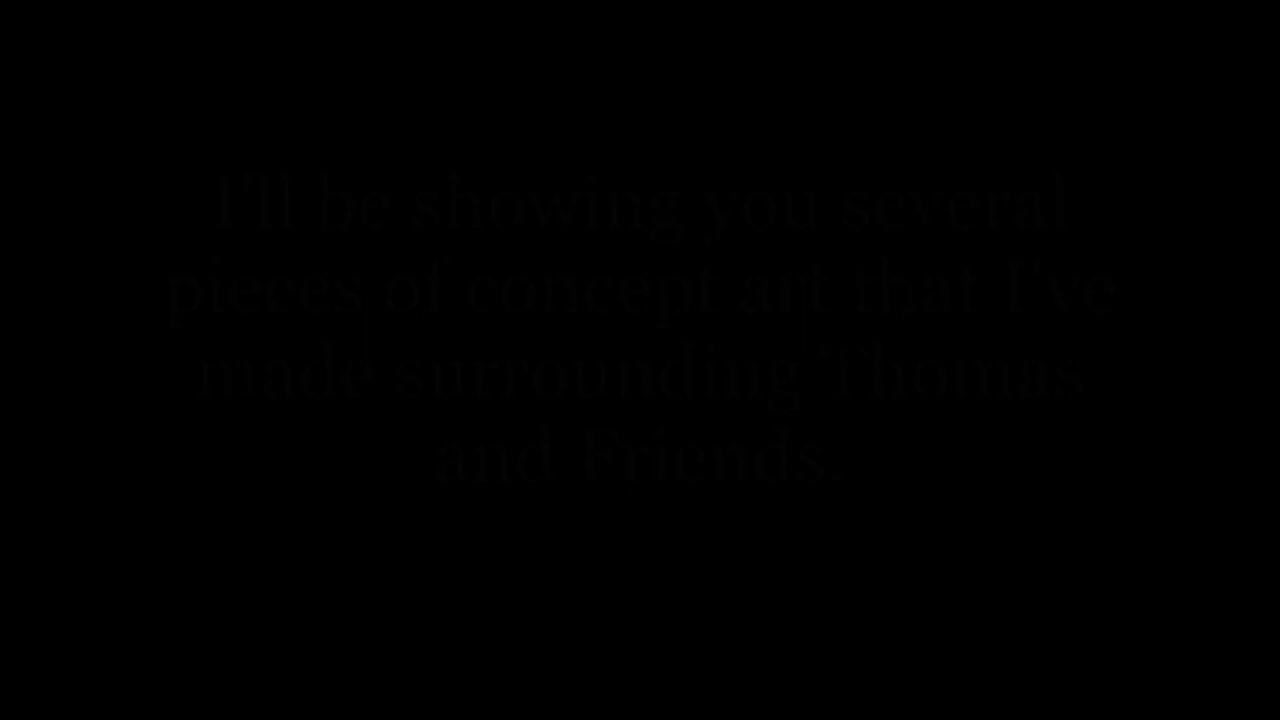 I'll be showing you several
pieces of concept art that I've
made surrounding Thomas
and Friends.